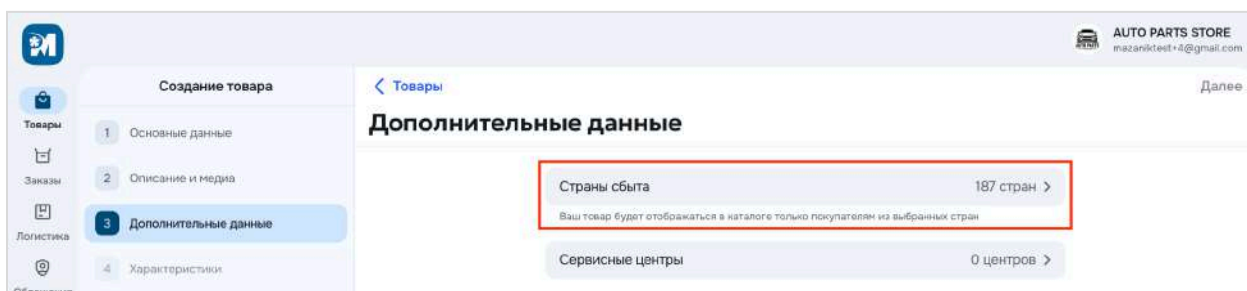 AUTO PARTS STORE
mazaniktest+4@gmail.com
Создание товара
Товары
Далее
Товары
1 Основные данные
Дополнительные данные
Заказы
2 Описание и медиа
Страны сбыта 187 стран
Ваш товар будет отображаться в каталоге только покупателям из выбранных стран
Логистика
3 Дополнительные данные
Сервисные центры 0 центров
4 Характеристики